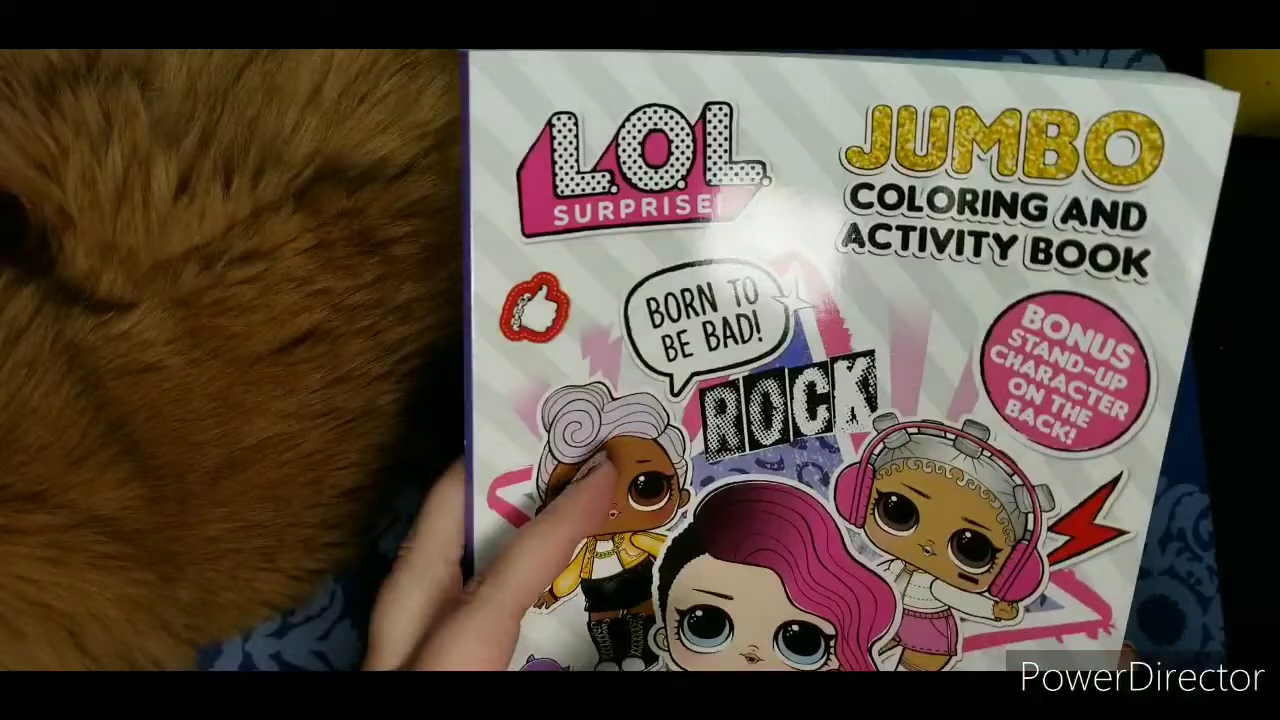 L.O.L.
SURPRISE!
JUMBO
COLORING AND
ACTIVITY BOOK
BORN TO
BE BAD!
ROCK
BONUS
STAND-UP
CHARACTER
ON THE
BACK!
PowerDirector